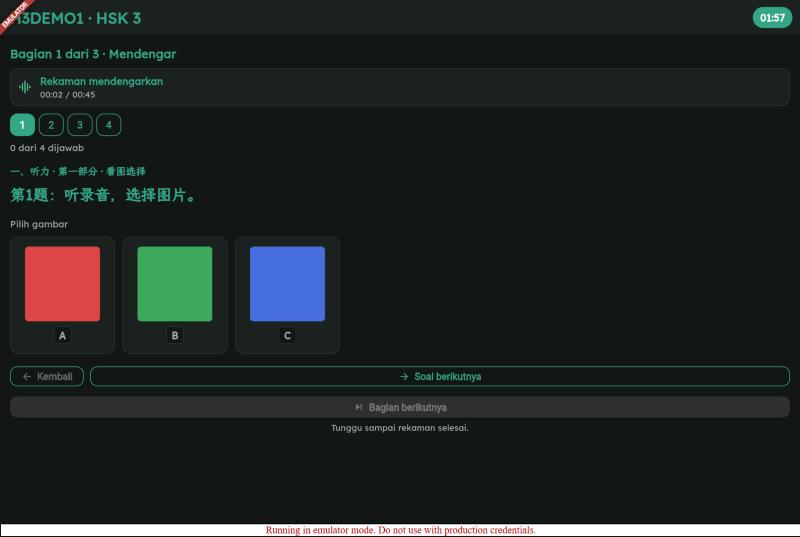 EMULATOR
H3DEMO1 · HSK 3
01:57
Bagian 1 dari 3 · Mendengar
Rekaman mendengarkan
00:02 / 00:45
1 2 3 4
0 dari 4 dijawab
一、听力 · 第一部分 · 看图选择
第1题：听录音，选择图片。
Pilih gambar
A B C
← Kembali
→ Soal berikutnya
Bagian berikutnya
Tunggu sampai rekaman selesai.
Running in emulator mode. Do not use with production credentials.